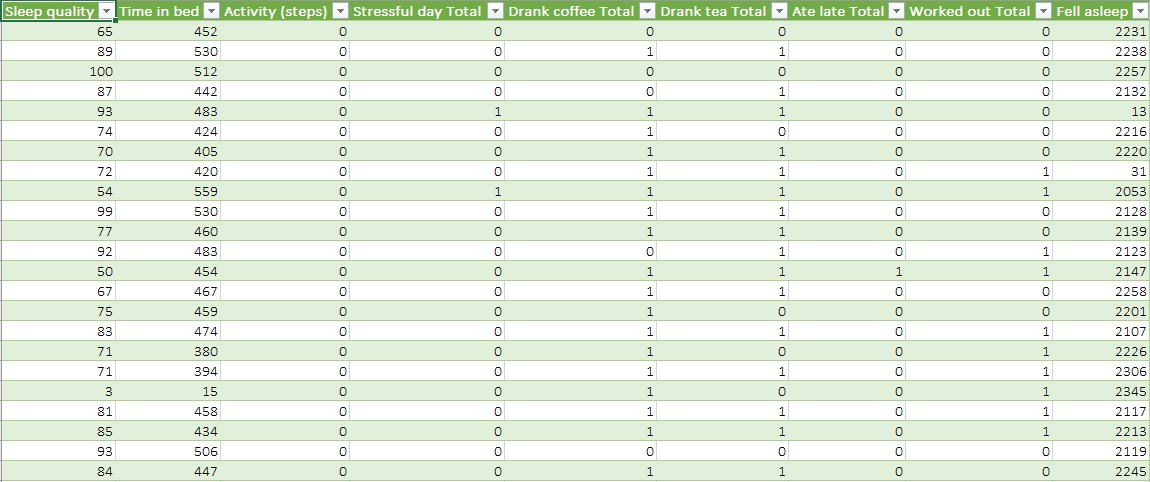 Sleep quality Time in bed Activity (steps) Stressful day Total Drank coffee Total Drank tea Total Ate late Total Worked out Total Fell asleep
65 452 0 0 0 0 0 0 2231
89 530 0 0 1 1 0 0 2238
100 512 0 0 0 0 0 0 2257
87 442 0 0 0 1 0 0 2132
93 483 0 1 1 1 0 0 13
74 424 0 0 1 0 0 0 2216
70 405 0 0 1 1 0 0 2220
72 420 0 0 1 1 0 1 31
54 559 0 1 1 1 0 1 2053
99 530 0 0 1 1 0 0 2128
77 460 0 0 1 1 0 0 2139
92 483 0 0 0 1 0 1 2123
50 454 0 0 1 1 1 1 2147
67 467 0 0 1 1 0 0 2258
75 459 0 0 1 0 0 0 2201
83 474 0 0 1 1 0 1 2107
71 380 0 0 1 0 0 1 2226
71 394 0 0 1 1 0 1 2306
3 15 0 0 1 0 0 1 2345
81 458 0 0 1 1 0 1 2117
85 434 0 0 1 1 0 1 2213
93 506 0 0 0 0 0 0 2119
84 447 0 0 1 1 0 0 2245